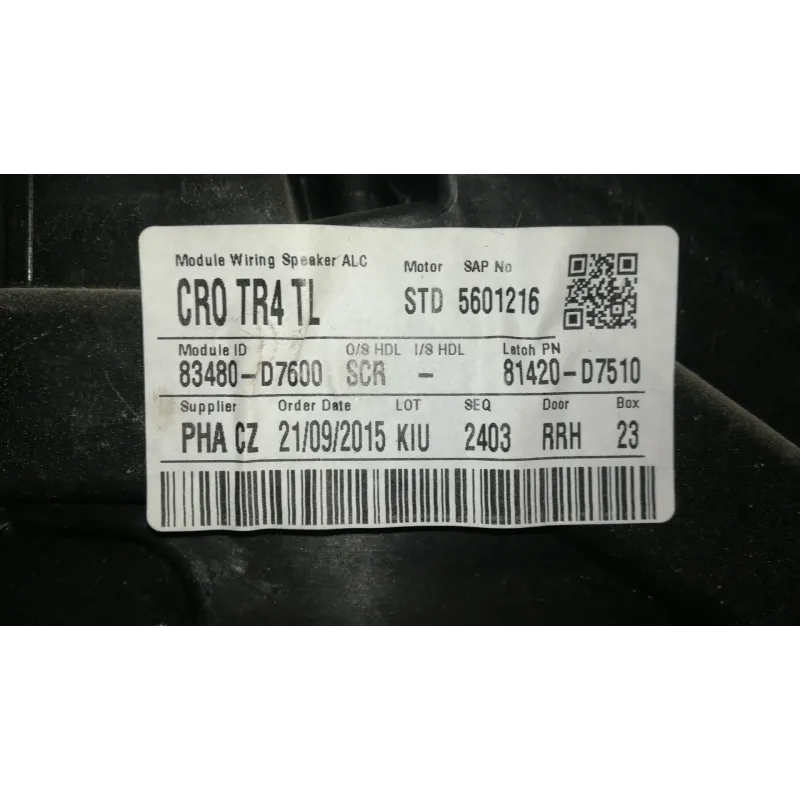 Module Wiring Speaker ALC Motor SAP No
CRO TR4 TL STD 5601216
Module ID O/S HDL I/S HDL Latch PN
83480-D7600 SCR - 81420-D7510
Supplier Order Date LOT SEQ Door Box
PHA CZ 21/09/2015 KIU 2403 RRH 23